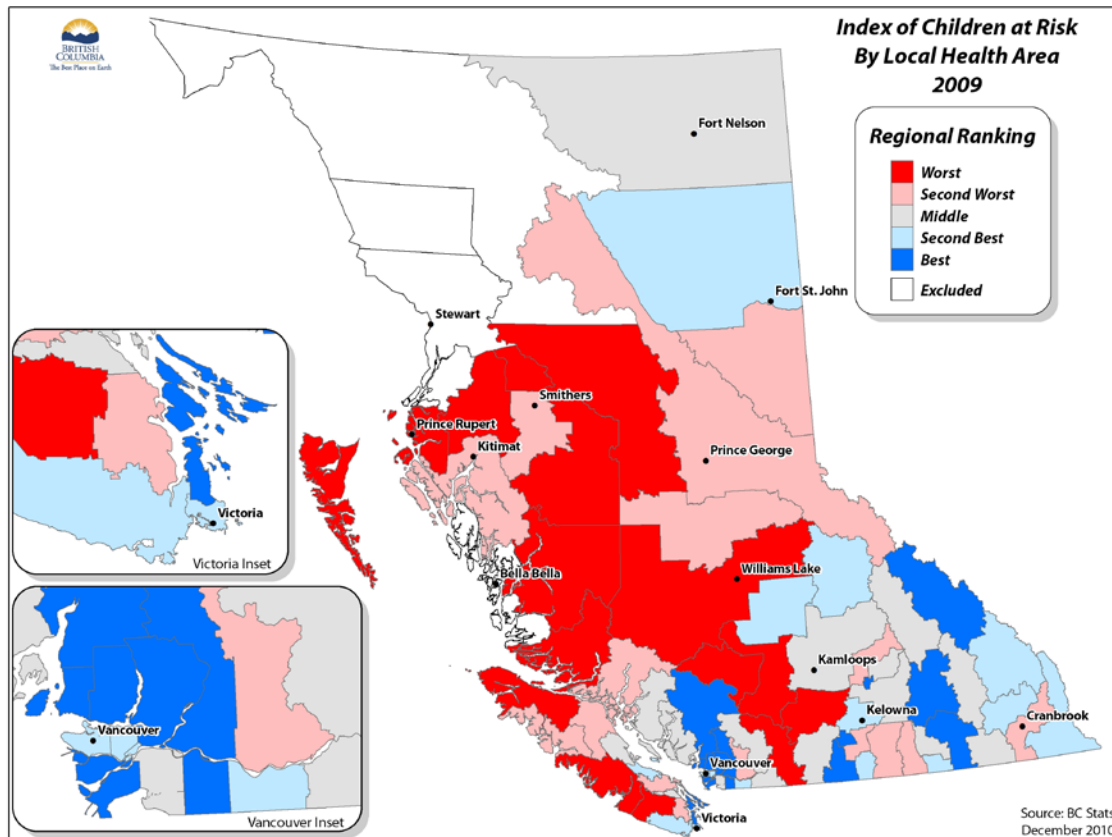 BRITISH
COLUMBIA
The Best Place on Earth
Index of Children at Risk
By Local Health Area
2009
Regional Ranking
Worst
Second Worst
Middle
Second Best
Best
Excluded
Fort Nelson
Fort St. John
Stewart
Smithers
Prince Rupert
Kitimat
Prince George
Bella Bella
Williams Lake
Kamloops
Kelowna
Cranbrook
Vancouver
Victoria
Victoria
Victoria Inset
Vancouver
Vancouver Inset
Source: BC Stats
December 2010